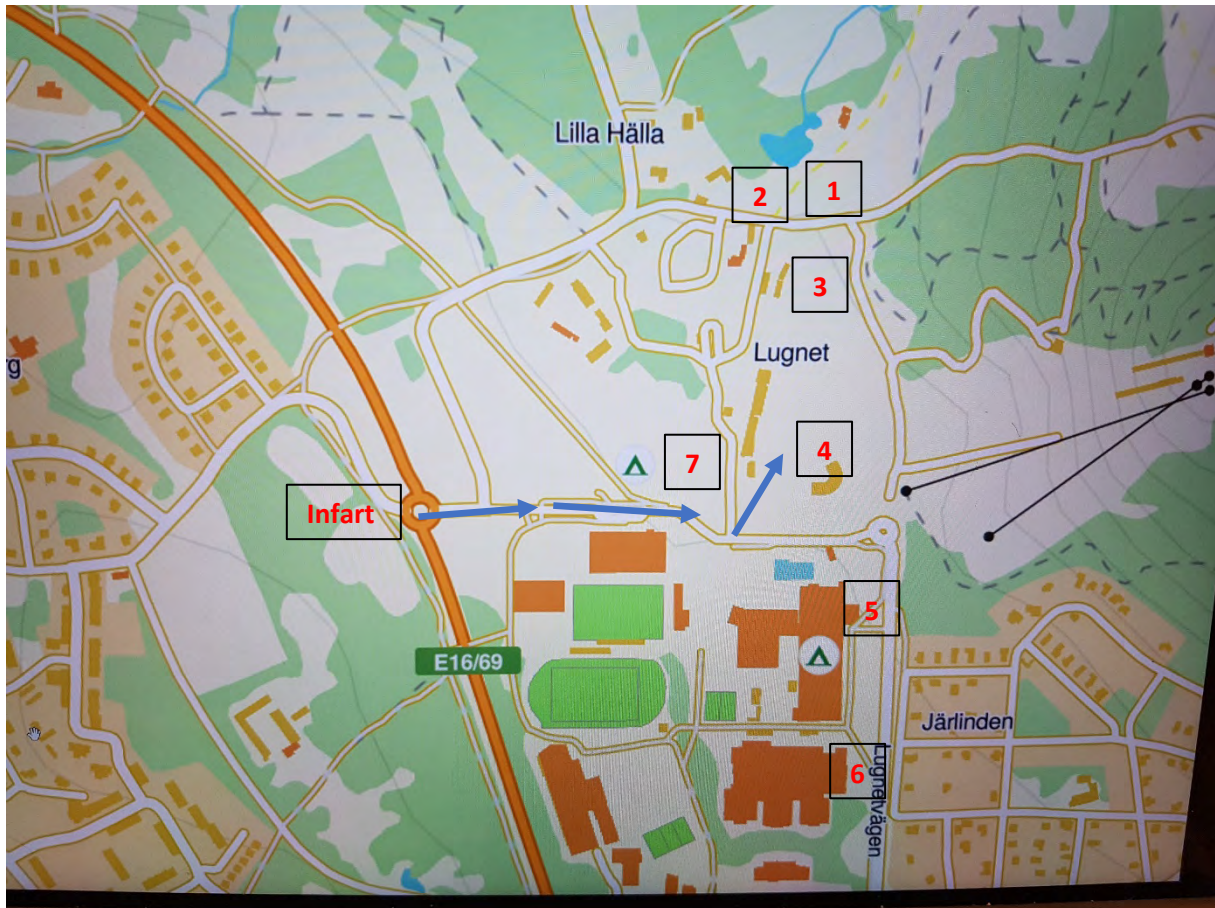 Lilla Hälla
2
1
3
rg
Lugnet
7
4
Infart
5
E16/69
Järlinden
6
Lugnetvägen